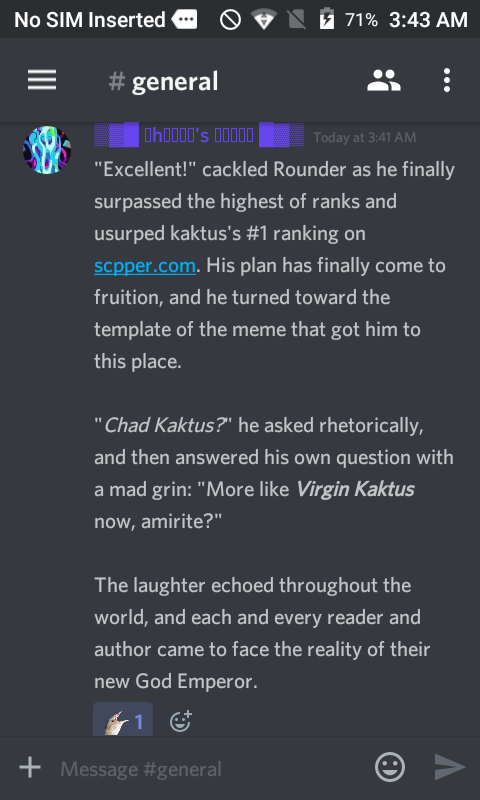 No SIM Inserted 71% 3:43 AM
# general
Today at 3:41 AM
"Excellent!" cackled Rounder as he finally
surpassed the highest of ranks and
usurped kaktus's #1 ranking on
scpper.com. His plan has finally come to
fruition, and he turned toward the
template of the meme that got him to
this place.
"Chad Kaktus?" he asked rhetorically,
and then answered his own question with
a mad grin: "More like Virgin Kaktus
now, amirite?"
The laughter echoed throughout the
world, and each and every reader and
author came to face the reality of their
new God Emperor.
1
Message #general